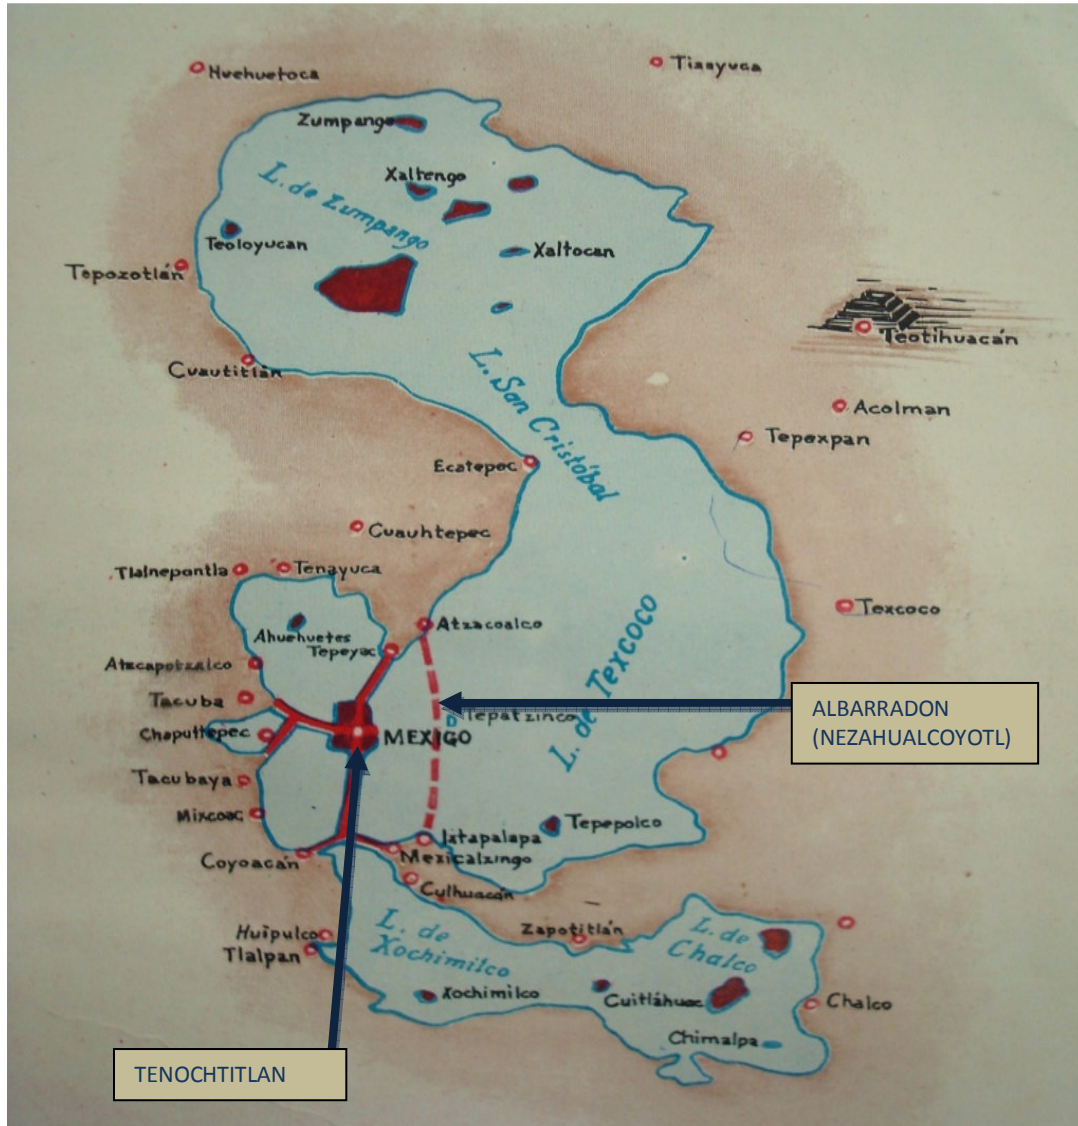 Huehuetoca
Tizayuca
Zumpango
Xaltengo
L. de Zumpango
Teoloyucan
Xaltocan
Tepozotlán
Teotihuacán
Cuautitlán
L. San Cristóbal
Acolman
Tepexpan
Ecatepec
Cuauhtepec
Tlalnepantla
Tenayuca
Texcoco
Ahuehuetes
Atzacoalco
Tepeyac
L. de Texcoco
Atzcapotzalco
Tacuba
ALBARRADON
(NEZAHUALCOYOTL)
Tepatzinco
Chapultepec
MEXICO
Tacubaya
Mixcoac
Tepepolco
Ixtapalapa
Coyoacán
Mexicalzingo
Culhuacán
Huipulco
Tlalpan
L. de
Xochimilco
Zapotitlán
L. de
Chalco
Xochimilco
Cuitláhuac
Chalco
Chimalpa
TENOCHTITLAN